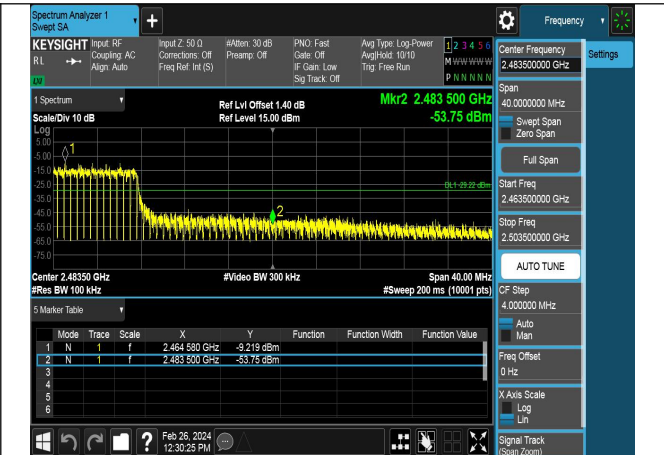 Spectrum Analyzer 1
Swept SA
+
Frequency
KEYSIGHT
Input: RF
Input Z: 50 Ω
#Atten: 30 dB
PNO: Fast
Avg Type: Log-Power
1 2 3 4 5 6
RL
Coupling: AC
Corrections: Off
Preamp: Off
Gate: Off
Avg|Hold: 10/10
M W W W W W
Align: Auto
Freq Ref: Int (S)
IF Gain: Low
Trig: Free Run
Sig Track: Off
P N N N N N
1 Spectrum
Ref Lvl Offset 1.40 dB
Mkr2 2.483 500 GHz
Scale/Div 10 dB
Ref Level 15.00 dBm
-53.75 dBm
Log
5.00
-5.00
-15.0
-25.0
-35.0
-45.0
-55.0
-65.0
-75.0
1
2
DL1 -29.22 dBm
Center 2.48350 GHz
#Video BW 300 kHz
Span 40.00 MHz
#Res BW 100 kHz
#Sweep 200 ms (10001 pts)
5 Marker Table
Mode Trace Scale X Y Function Function Width Function Value
1 N 1 f 2.464 580 GHz -9.219 dBm
2 N 1 f 2.483 500 GHz -53.75 dBm
3
4
5
6
?
Feb 26, 2024
12:30:25 PM
Center Frequency
2.483500000 GHz
Settings
Span
40.0000000 MHz
Swept Span
Zero Span
Full Span
Start Freq
2.463500000 GHz
Stop Freq
2.503500000 GHz
AUTO TUNE
CF Step
4.000000 MHz
Auto
Man
Freq Offset
0 Hz
X Axis Scale
Log
Lin
Signal Track
(Span Zoom)